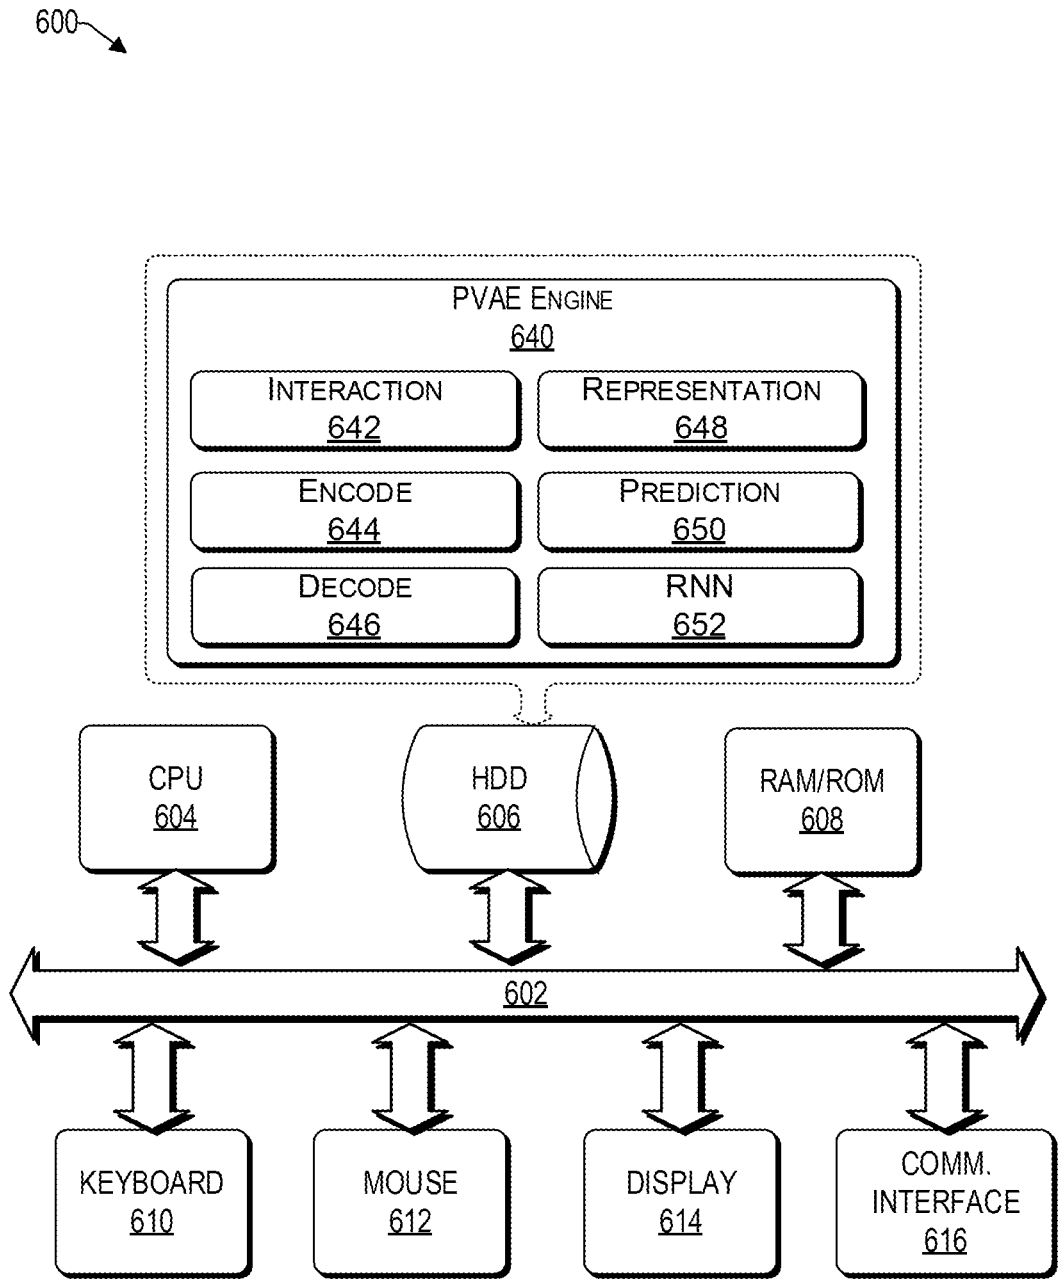 600
PVAE ENGINE
640
INTERACTION
642
REPRESENTATION
648
ENCODE
644
PREDICTION
650
DECODE
646
RNN
652
CPU
604
HDD
606
RAM/ROM
608
602
KEYBOARD
610
MOUSE
612
DISPLAY
614
COMM.
INTERFACE
616